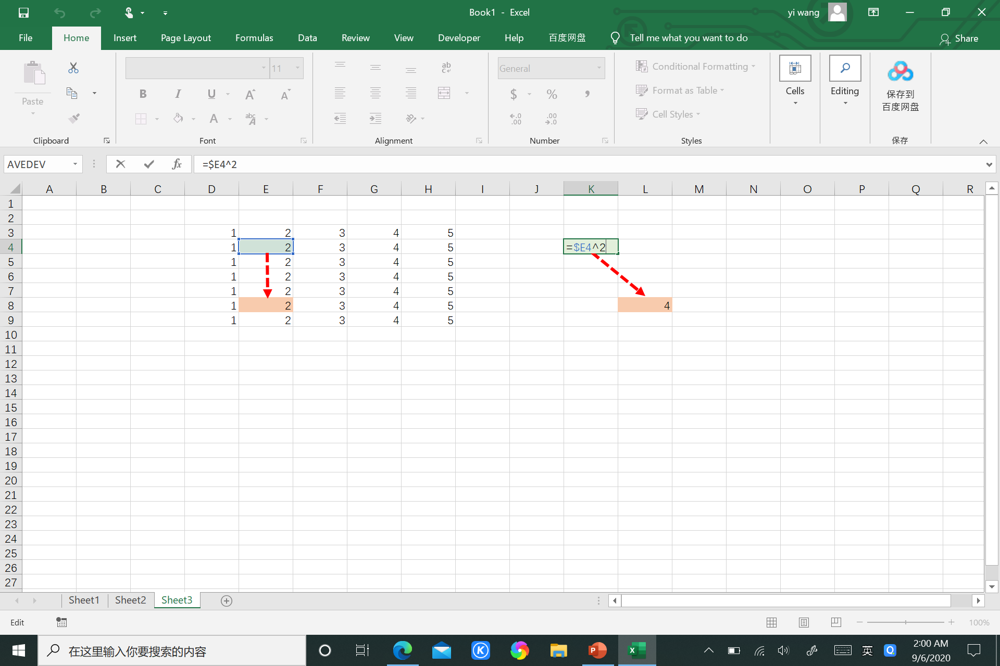 Book1 - Excel
yi wang
File Home Insert Page Layout Formulas Data Review View Developer Help 百度网盘 Tell me what you want to do Share
Paste
Clipboard
11
B I U A A
A abc A
Font
ab
Alignment
General
$ % ,
←.0 .00 .00 →.0
Number
Conditional Formatting
Format as Table
Cell Styles
Styles
Cells
Editing
保存到
百度网盘
保存
AVEDEV fx =$E4^2
A B C D E F G H I J K L M N O P Q R
1
2
3 1 2 3 4 5
4 1 2 3 4 5 =$E4^2
5 1 2 3 4 5
6 1 2 3 4 5
7 1 2 3 4 5
8 1 2 3 4 5 4
9 1 2 3 4 5
10
11
12
13
14
15
16
17
18
19
20
21
22
23
24
25
26
27
Sheet1 Sheet2 Sheet3
Edit 100%
在这里输入你要搜索的内容
英
2:00 AM
9/6/2020